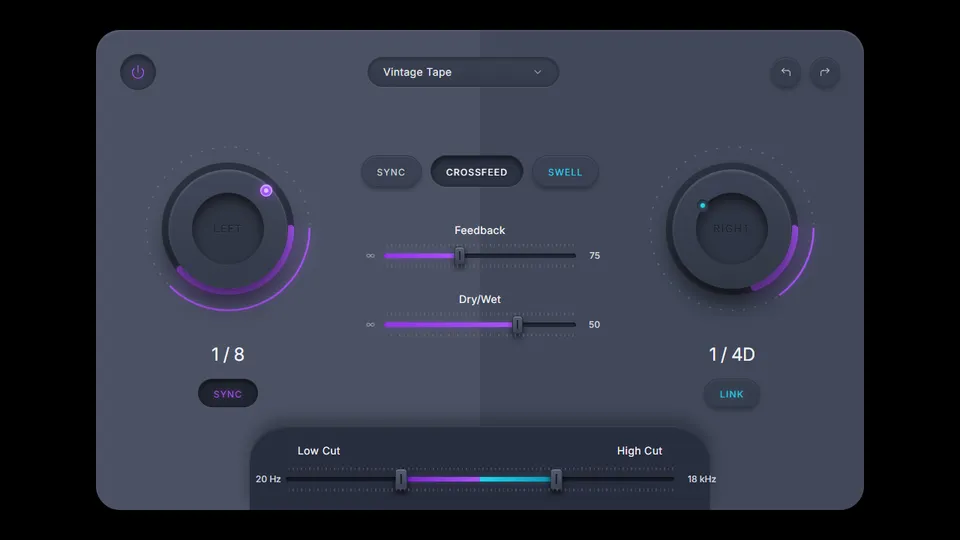 Vintage Tape
SYNC CROSSFEED SWELL
LEFT
RIGHT
Feedback
∞ 75
Dry/Wet
∞ 50
1 / 8
1 / 4D
SYNC
LINK
Low Cut High Cut
20 Hz 18 kHz